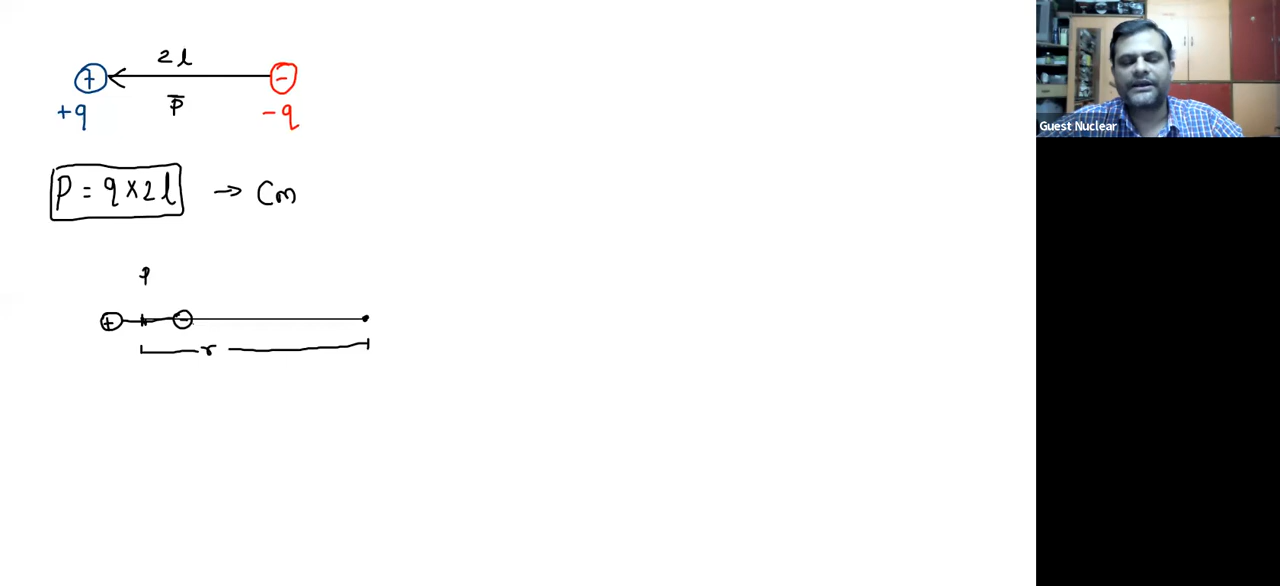 2l
+ −
p̅
+q −q
P = q × 2l → Cm
p
+ −
r
Guest Nuclear